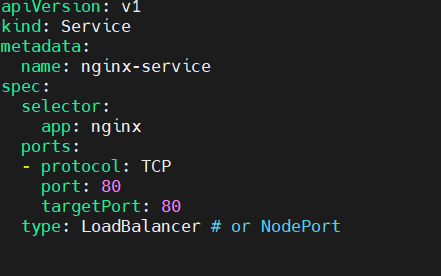 apiVersion: v1
kind: Service
metadata:
  name: nginx-service
spec:
  selector:
    app: nginx
  ports:
  - protocol: TCP
    port: 80
    targetPort: 80
  type: LoadBalancer # or NodePort